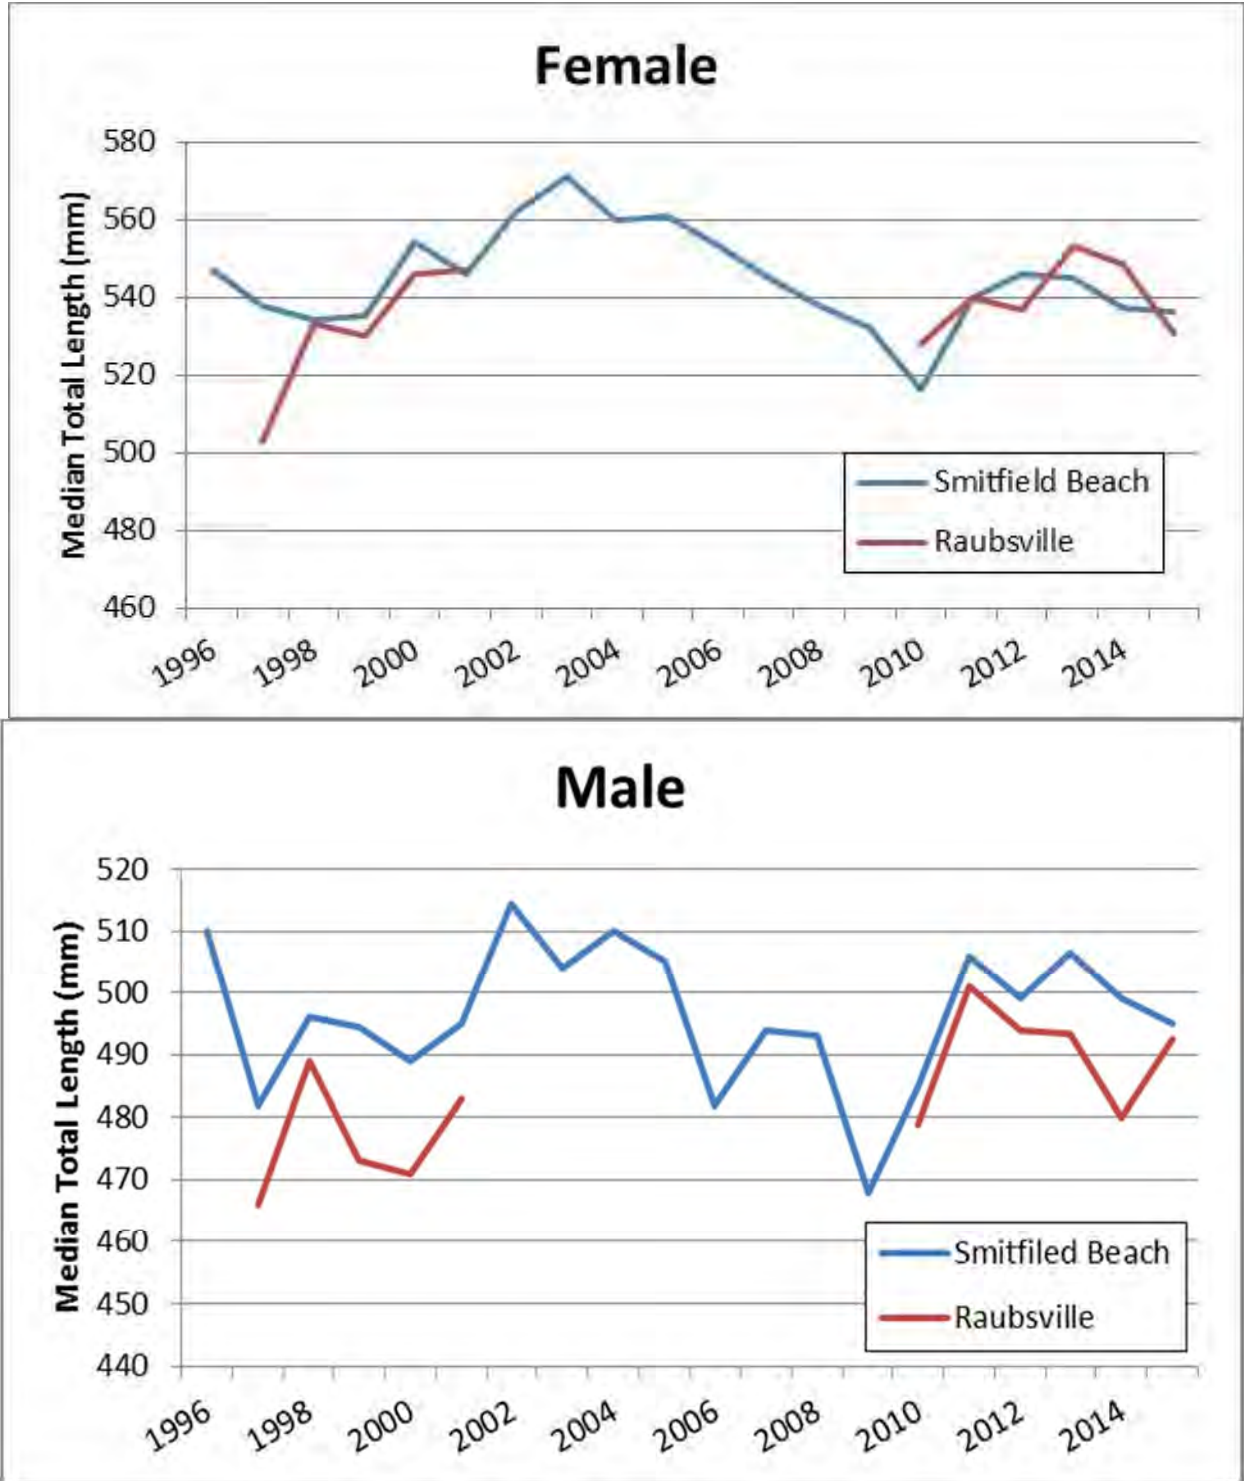 Female
Median Total Length (mm)
580
560
540
520
500
480
460
Smitfield Beach
Raubsville
1996 1998 2000 2002 2004 2006 2008 2010 2012 2014
Male
Median Total Length (mm)
520
510
500
490
480
470
460
450
440
Smitfiled Beach
Raubsville
1996 1998 2000 2002 2004 2006 2008 2010 2012 2014